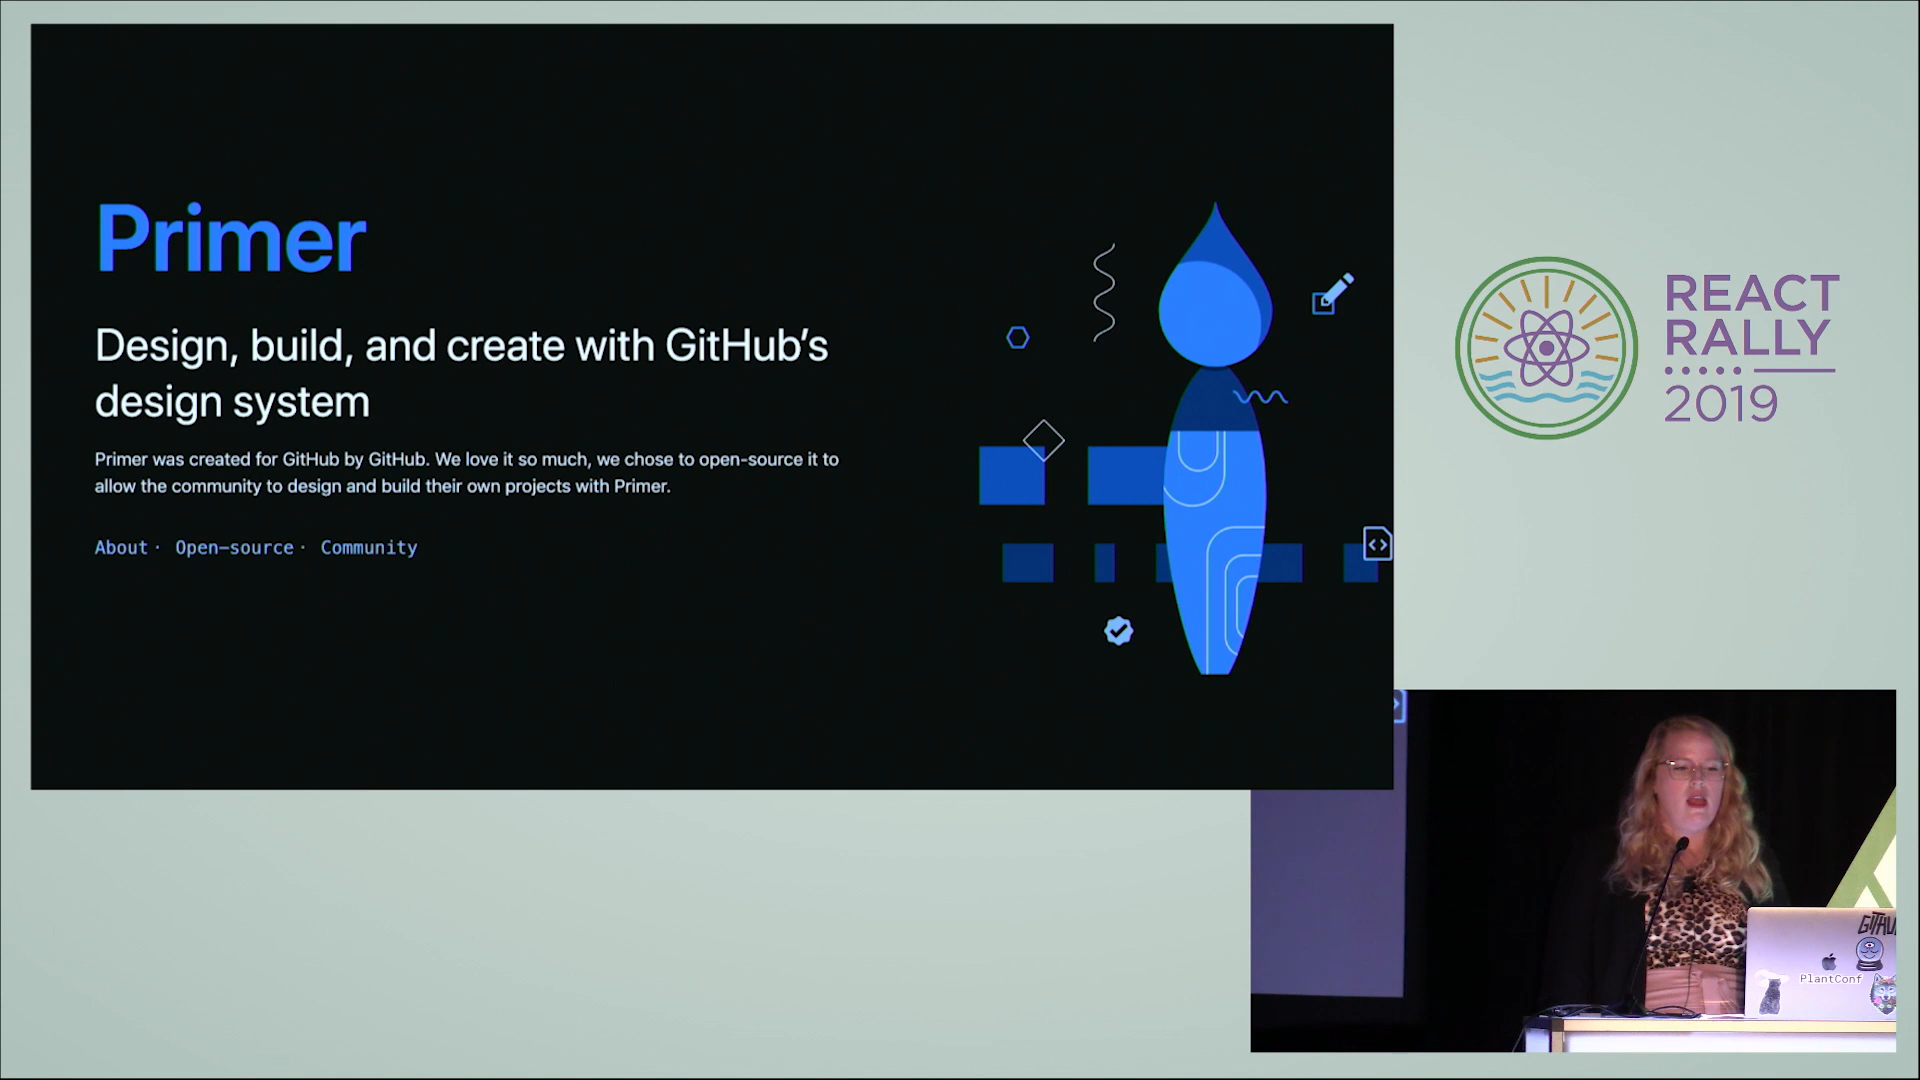 Primer
Design, build, and create with GitHub’s
design system
Primer was created for GitHub by GitHub. We love it so much, we chose to open-source it to
allow the community to design and build their own projects with Primer.
About · Open-source · Community
REACT
RALLY
2019
PlantConf